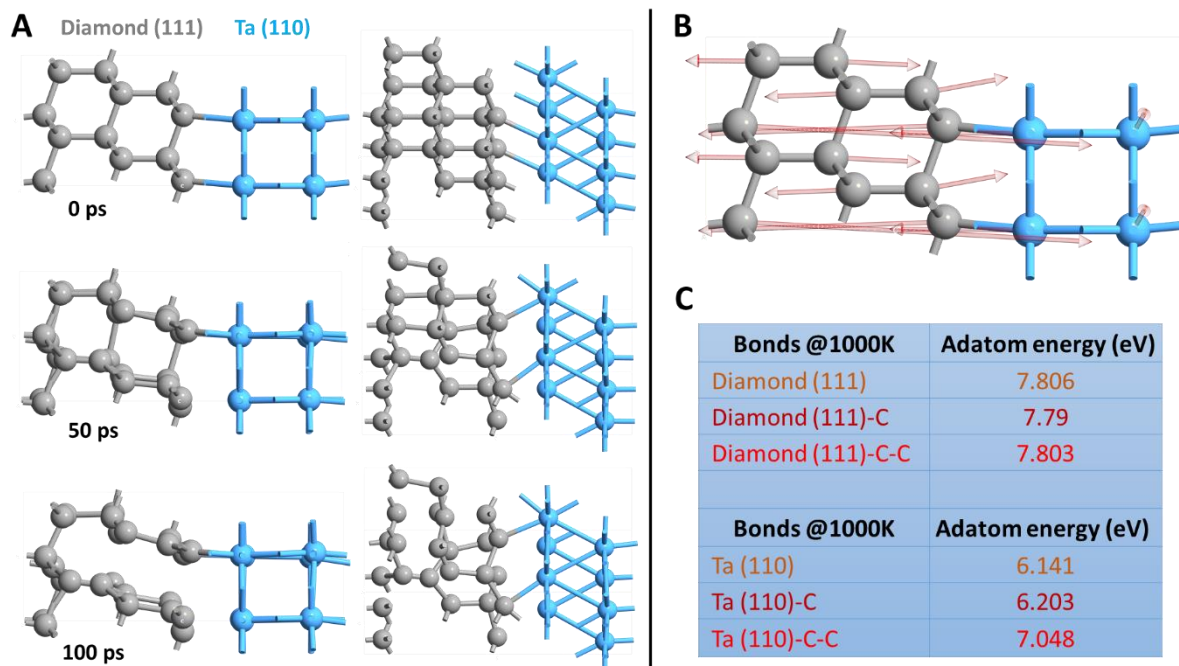 A
Diamond (111) Ta (110)
0 ps
50 ps
100 ps
B
C
Bonds @1000K Adatom energy (eV)
Diamond (111) 7.806
Diamond (111)-C 7.79
Diamond (111)-C-C 7.803
Bonds @1000K Adatom energy (eV)
Ta (110) 6.141
Ta (110)-C 6.203
Ta (110)-C-C 7.048